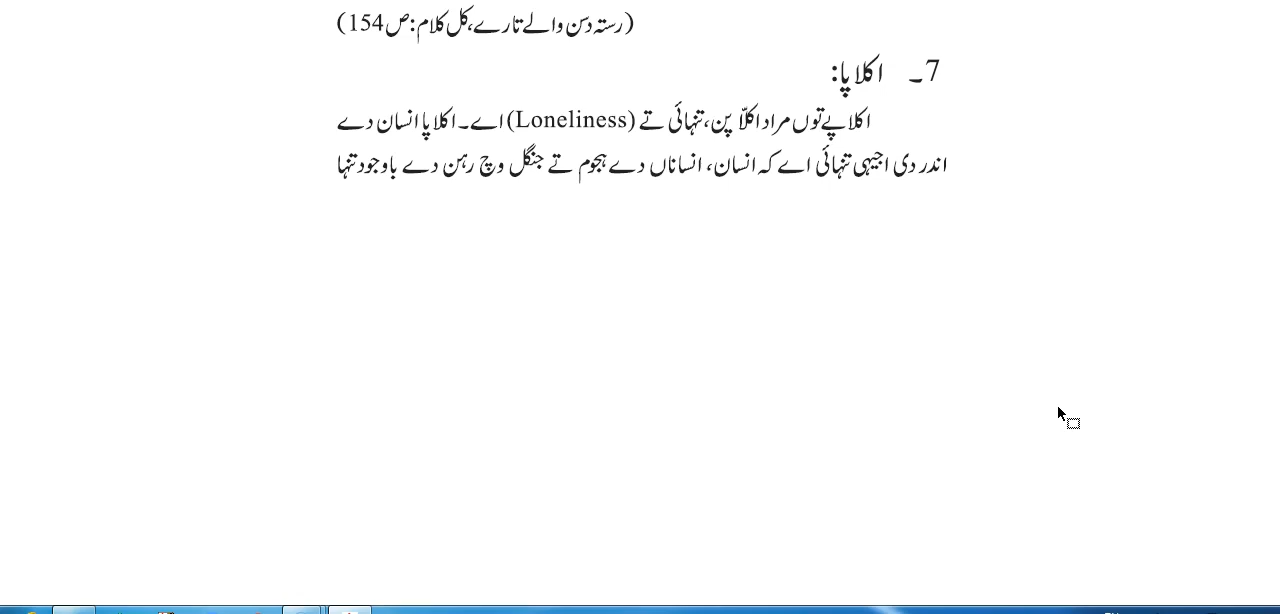 (رستہ دسن والے تارے، کل کلام: ص 154)
7۔ اکلاپا:
اکلاپے توں مراد اکلّا پن، تنہائی تے (Loneliness) اے۔ اکلاپا انسان دے
اندر دی اجیہی تنہائی اے کہ انسان، انساناں دے ہجوم تے جنگل وچ رہن دے باوجود تنہا